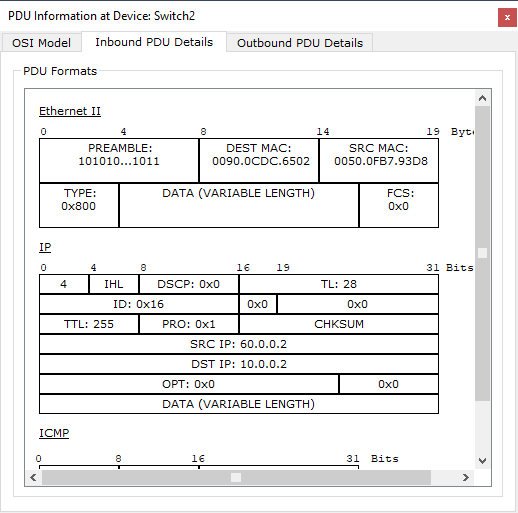 PDU Information at Device: Switch2
x
OSI Model Inbound PDU Details Outbound PDU Details
PDU Formats
Ethernet II
0 4 8 14 19 Byte
PREAMBLE: DEST MAC: SRC MAC:
101010...1011 0090.0CDC.6502 0050.0FB7.93D8
TYPE: DATA (VARIABLE LENGTH) FCS:
0x800 0x0
IP
0 4 8 16 19 31 Bits
4 IHL DSCP: 0x0 TL: 28
ID: 0x16 0x0 0x0
TTL: 255 PRO: 0x1 CHKSUM
SRC IP: 60.0.0.2
DST IP: 10.0.0.2
OPT: 0x0 0x0
DATA (VARIABLE LENGTH)
ICMP
0 8 16 31 Bits